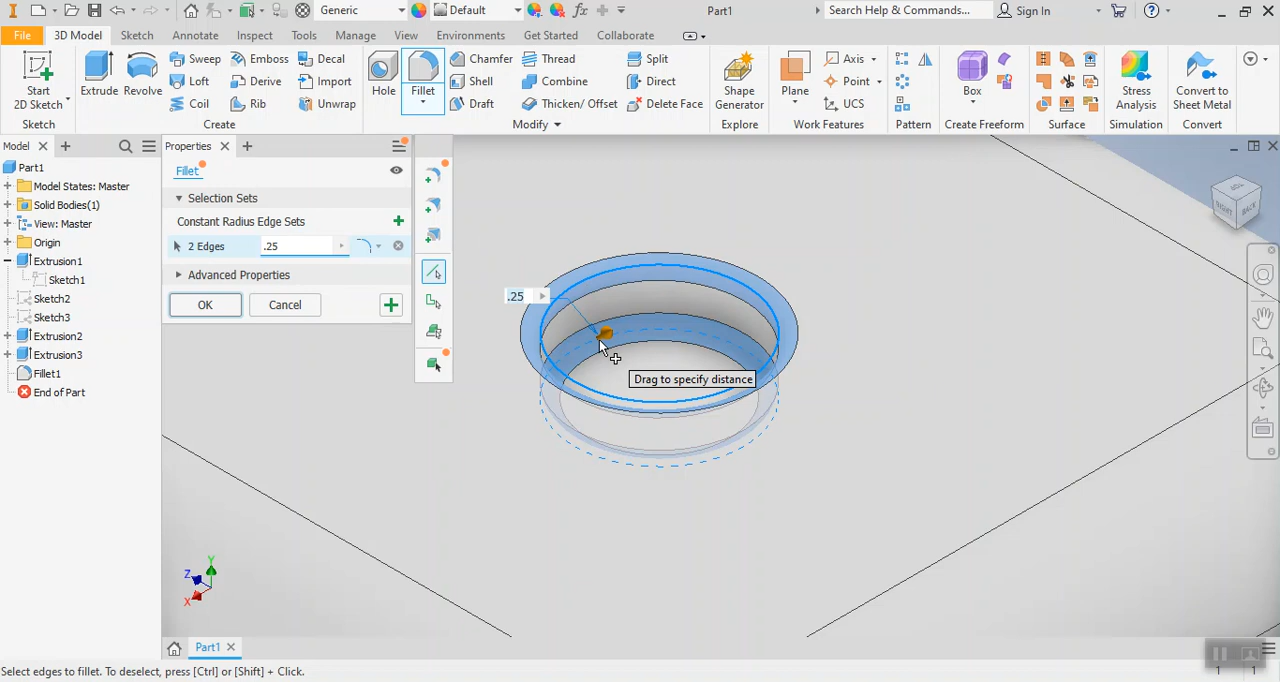 Generic
Default
Part1
Search Help & Commands...
Sign In
File
3D Model
Sketch
Annotate
Inspect
Tools
Manage
View
Environments
Get Started
Collaborate
Start
2D Sketch
Sketch
Extrude
Revolve
Sweep
Loft
Coil
Emboss
Derive
Rib
Decal
Import
Unwrap
Create
Hole
Fillet
Chamfer
Shell
Draft
Thread
Combine
Thicken/ Offset
Split
Direct
Delete Face
Modify
Shape
Generator
Explore
Plane
Axis
Point
UCS
Work Features
Pattern
Box
Create Freeform
Surface
Stress
Analysis
Simulation
Convert to
Sheet Metal
Convert
Model
Part1
Model States: Master
Solid Bodies(1)
View: Master
Origin
Extrusion1
Sketch1
Sketch2
Sketch3
Extrusion2
Extrusion3
Fillet1
End of Part
Properties
Fillet
Selection Sets
Constant Radius Edge Sets
2 Edges
.25
Advanced Properties
OK
Cancel
.25
Drag to specify distance
RIGHT
BACK
Y
Z
X
Part1
Select edges to fillet. To deselect, press [Ctrl] or [Shift] + Click.
1
1